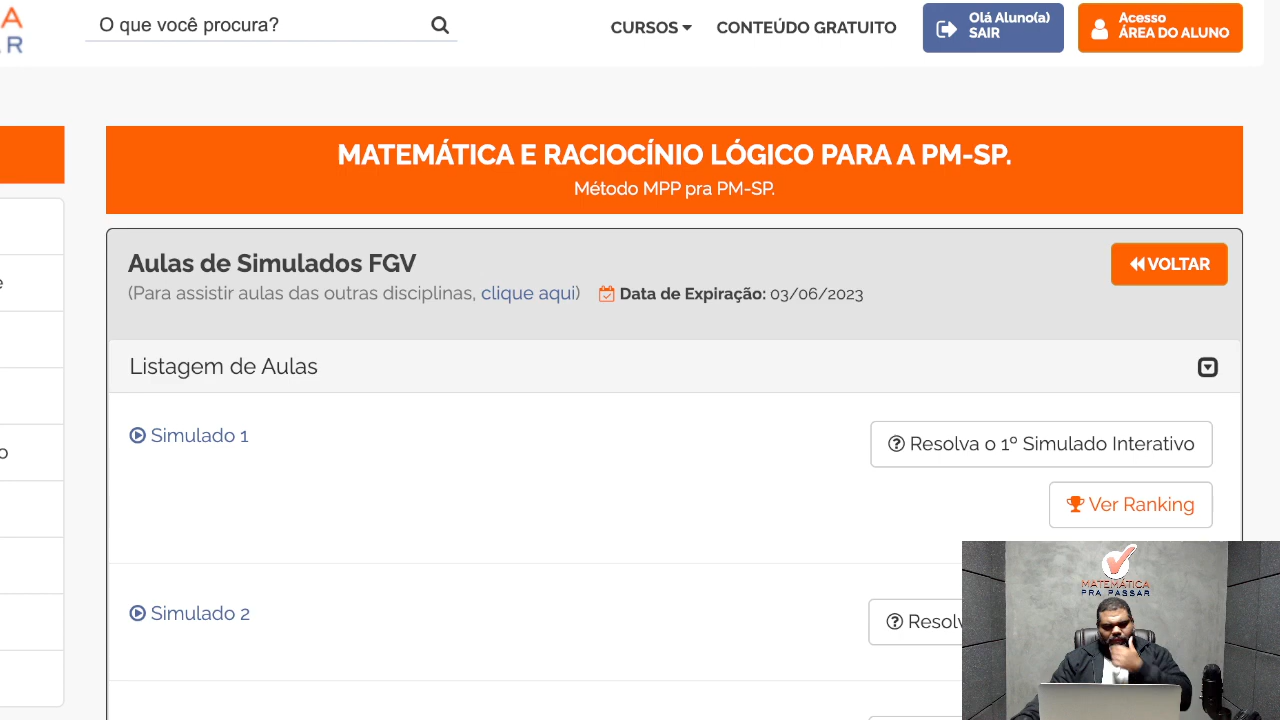 A
O que você procura?
CURSOS
CONTEÚDO GRATUITO
Olá Aluno(a)
SAIR
Acesso
ÁREA DO ALUNO
R
MATEMÁTICA E RACIOCÍNIO LÓGICO PARA A PM-SP.
Método MPP pra PM-SP.
Aulas de Simulados FGV
VOLTAR
(Para assistir aulas das outras disciplinas, clique aqui)
Data de Expiração: 03/06/2023
e
Listagem de Aulas
Simulado 1
Resolva o 1º Simulado Interativo
o
Ver Ranking
Simulado 2
Resolv
MATEMÁTICA
PRA PASSAR